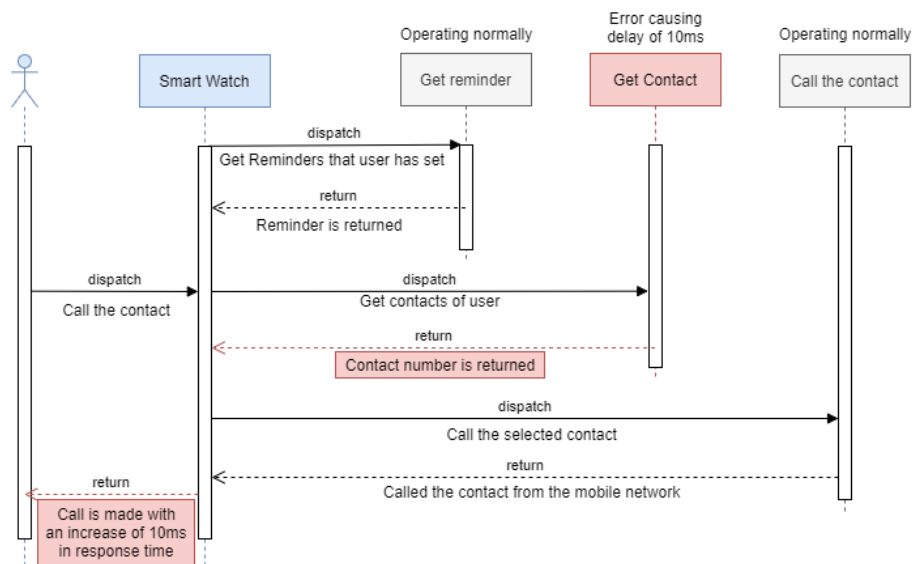 Operating normally
Error causing
delay of 10ms
Operating normally
Smart Watch
Get reminder
Get Contact
Call the contact
dispatch
Get Reminders that user has set
return
Reminder is returned
dispatch
Call the contact
dispatch
Get contacts of user
return
Contact number is returned
dispatch
Call the selected contact
return
Called the contact from the mobile network
return
Call is made with
an increase of 10ms
in response time